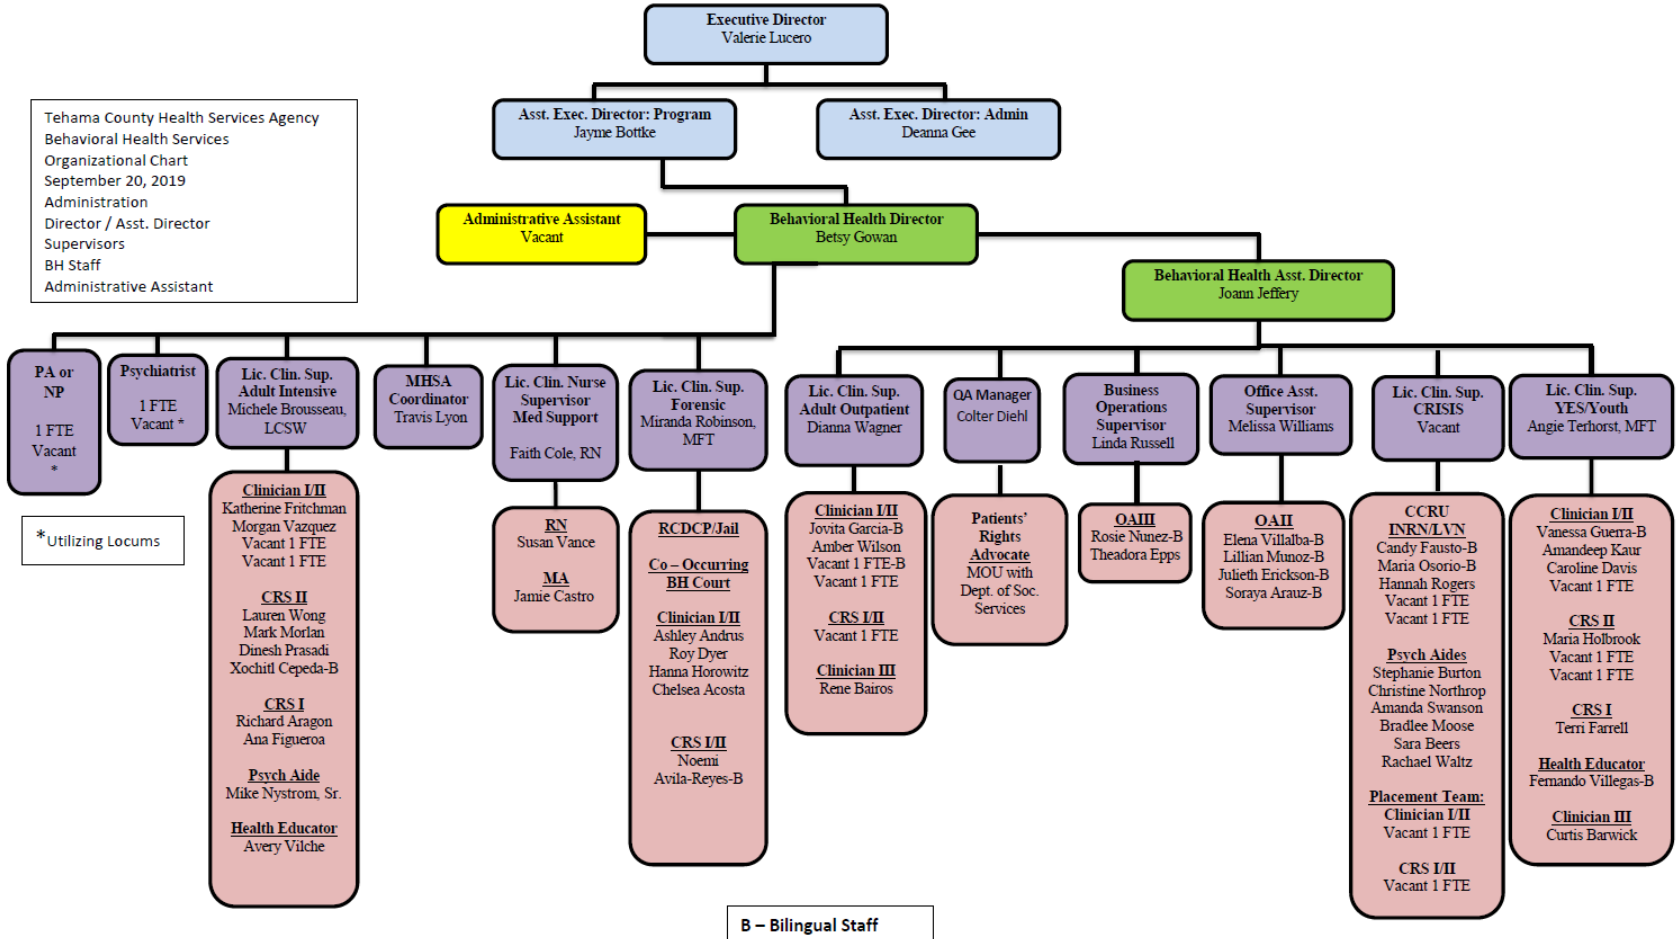 Executive Director
Valerie Lucero
Tehama County Health Services Agency
Behavioral Health Services
Organizational Chart
September 20, 2019
Administration
Director / Asst. Director
Supervisors
BH Staff
Administrative Assistant
Asst. Exec. Director: Program
Jayme Bottke
Asst. Exec. Director: Admin
Deanna Gee
Administrative Assistant
Vacant
Behavioral Health Director
Betsy Gowan
Behavioral Health Asst. Director
Joann Jeffery
PA or
NP
1 FTE
Vacant
*
Psychiatrist
1 FTE
Vacant *
Lic. Clin. Sup.
Adult Intensive
Michele Brousseau,
LCSW
MHSA
Coordinator
Travis Lyon
Lic. Clin. Nurse
Supervisor
Med Support
Faith Cole, RN
Lic. Clin. Sup.
Forensic
Miranda Robinson,
MFT
Lic. Clin. Sup.
Adult Outpatient
Dianna Wagner
QA Manager
Colter Diehl
Business
Operations
Supervisor
Linda Russell
Office Asst.
Supervisor
Melissa Williams
Lic. Clin. Sup.
CRISIS
Vacant
Lic. Clin. Sup.
YES/Youth
Angie Terhorst, MFT
*Utilizing Locums
Clinician I/II
Katherine Fritchman
Morgan Vazquez
Vacant 1 FTE
Vacant 1 FTE
CRS II
Lauren Wong
Mark Morlan
Dinesh Prasadi
Xochitl Cepeda-B
CRS I
Richard Aragon
Ana Figueroa
Psych Aide
Mike Nystrom, Sr.
Health Educator
Avery Vilche
RN
Susan Vance
MA
Jamie Castro
RCDCP/Jail
Co – Occurring
BH Court
Clinician I/II
Ashley Andrus
Roy Dyer
Hanna Horowitz
Chelsea Acosta
CRS I/II
Noemi
Avila-Reyes-B
Clinician I/II
Jovita Garcia-B
Amber Wilson
Vacant 1 FTE-B
Vacant 1 FTE
CRS I/II
Vacant 1 FTE
Clinician III
Rene Bairos
Patients’
Rights
Advocate
MOU with
Dept. of Soc.
Services
OAIII
Rosie Nunez-B
Theadora Epps
OAII
Elena Villalba-B
Lillian Munoz-B
Julieth Erickson-B
Soraya Arauz-B
CCRU
INRN/LVN
Candy Fausto-B
Maria Osorio-B
Hannah Rogers
Vacant 1 FTE
Vacant 1 FTE
Psych Aides
Stephanie Burton
Christine Northrop
Amanda Swanson
Bradlee Moose
Sara Beers
Rachael Waltz
Placement Team:
Clinician I/II
Vacant 1 FTE
CRS I/II
Vacant 1 FTE
Clinician I/II
Vanessa Guerra-B
Amandeep Kaur
Caroline Davis
Vacant 1 FTE
CRS II
Maria Holbrook
Vacant 1 FTE
Vacant 1 FTE
CRS I
Terri Farrell
Health Educator
Fernando Villegas-B
Clinician III
Curtis Barwick
B – Bilingual Staff